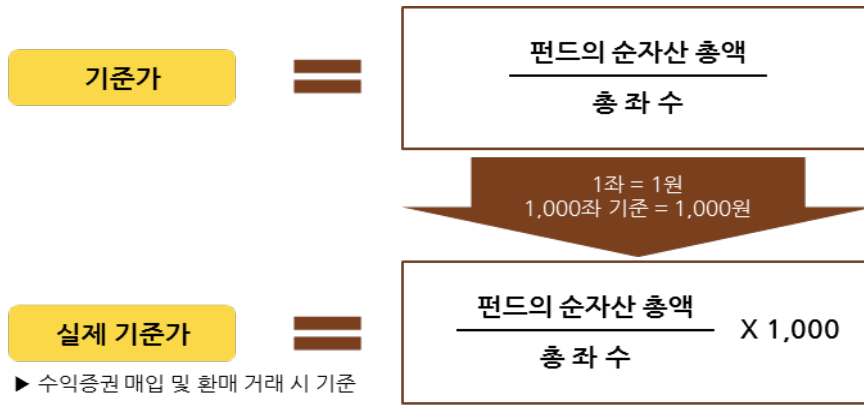 기준가
펀드의 순자산 총액
총 좌 수
1좌 = 1원
1,000좌 기준 = 1,000원
실제 기준가
펀드의 순자산 총액
총 좌 수
X 1,000
▶ 수익증권 매입 및 환매 거래 시 기준